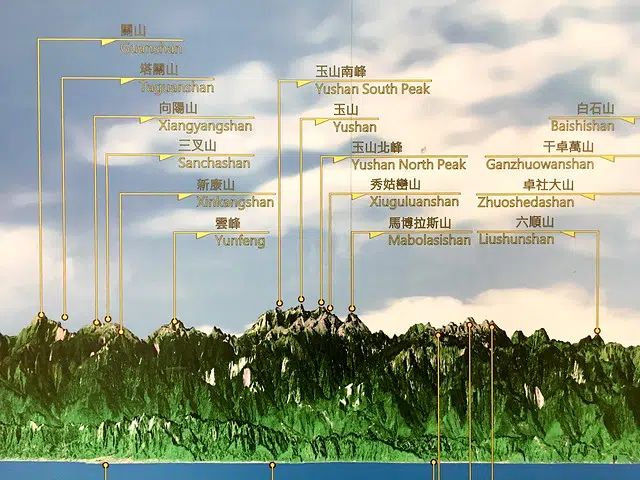 關山
Guanshan
塔關山
Taguanshan
向陽山
Xiangyangshan
三叉山
Sanchashan
新康山
Xinkangshan
雲峰
Yunfeng
玉山南峰
Yushan South Peak
玉山
Yushan
玉山北峰
Yushan North Peak
秀姑巒山
Xiuguluanshan
馬博拉斯山
Mabolasishan
白石山
Baishishan
干卓萬山
Ganzhuowanshan
卓社大山
Zhuoshedashan
六順山
Liushunshan